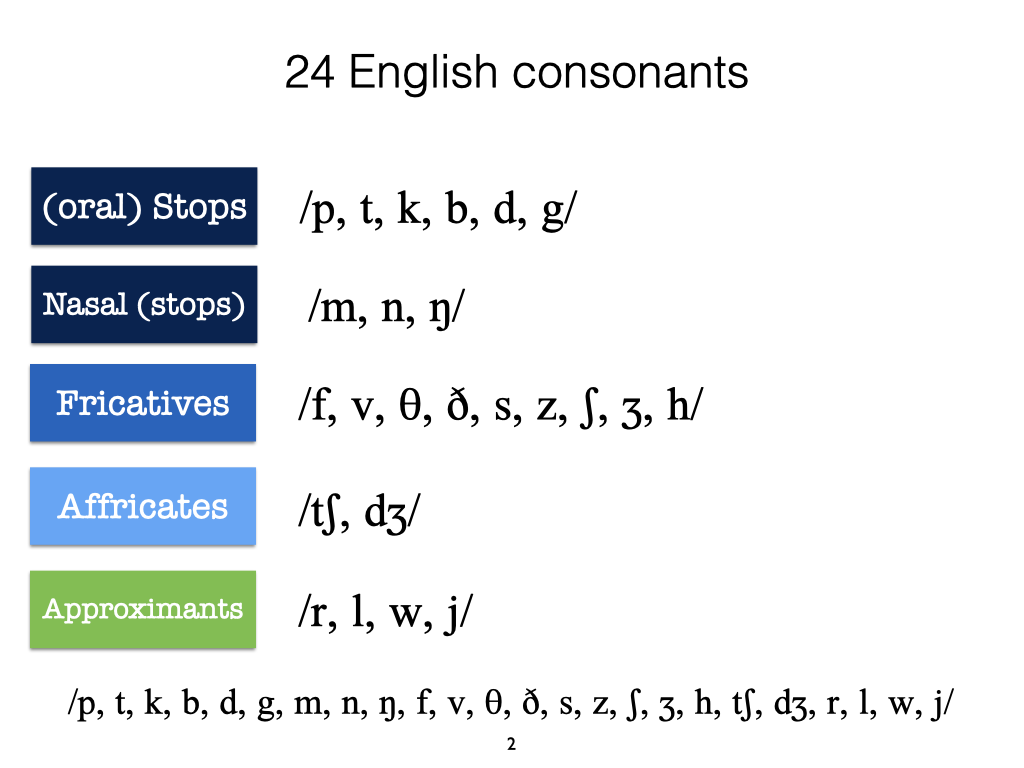 24 English consonants
(oral) Stops /p, t, k, b, d, g/
Nasal (stops) /m, n, ŋ/
Fricatives /f, v, θ, ð, s, z, ʃ, ʒ, h/
Affricates /tʃ, dʒ/
Approximants /r, l, w, j/
/p, t, k, b, d, g, m, n, ŋ, f, v, θ, ð, s, z, ʃ, ʒ, h, tʃ, dʒ, r, l, w, j/
2